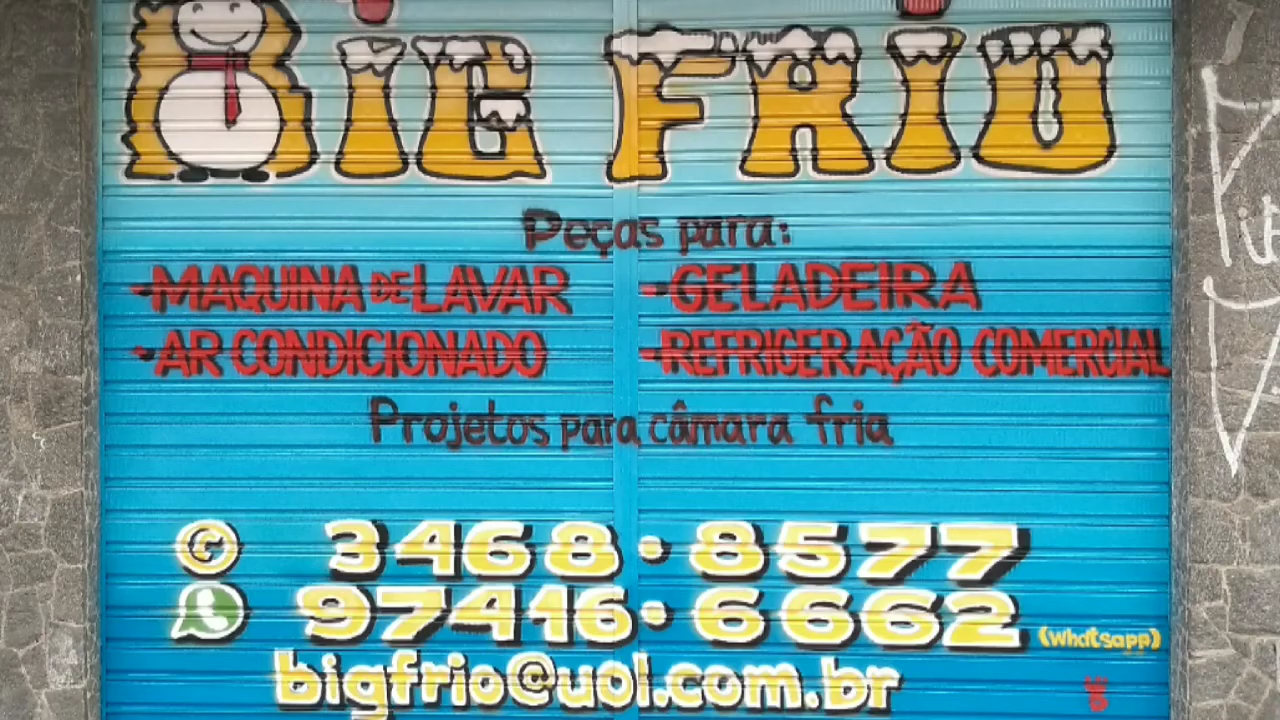 BiG FRiO
Peças para:
-MAQUINA DE LAVAR
-GELADEIRA
-AR CONDICIONADO
-REFRIGERAÇÃO COMERCIAL
Projetos para câmara fria
3468·8577
97416·6662 (whatsapp)
bigfrio@uol.com.br